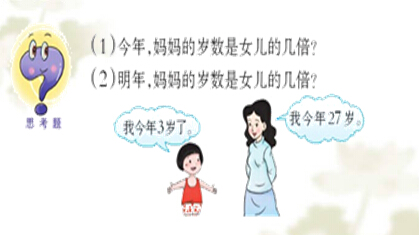 (1)今年,妈妈的岁数是女儿的几倍?
(2)明年,妈妈的岁数是女儿的几倍?
思考题
我今年3岁了。
我今年27岁。